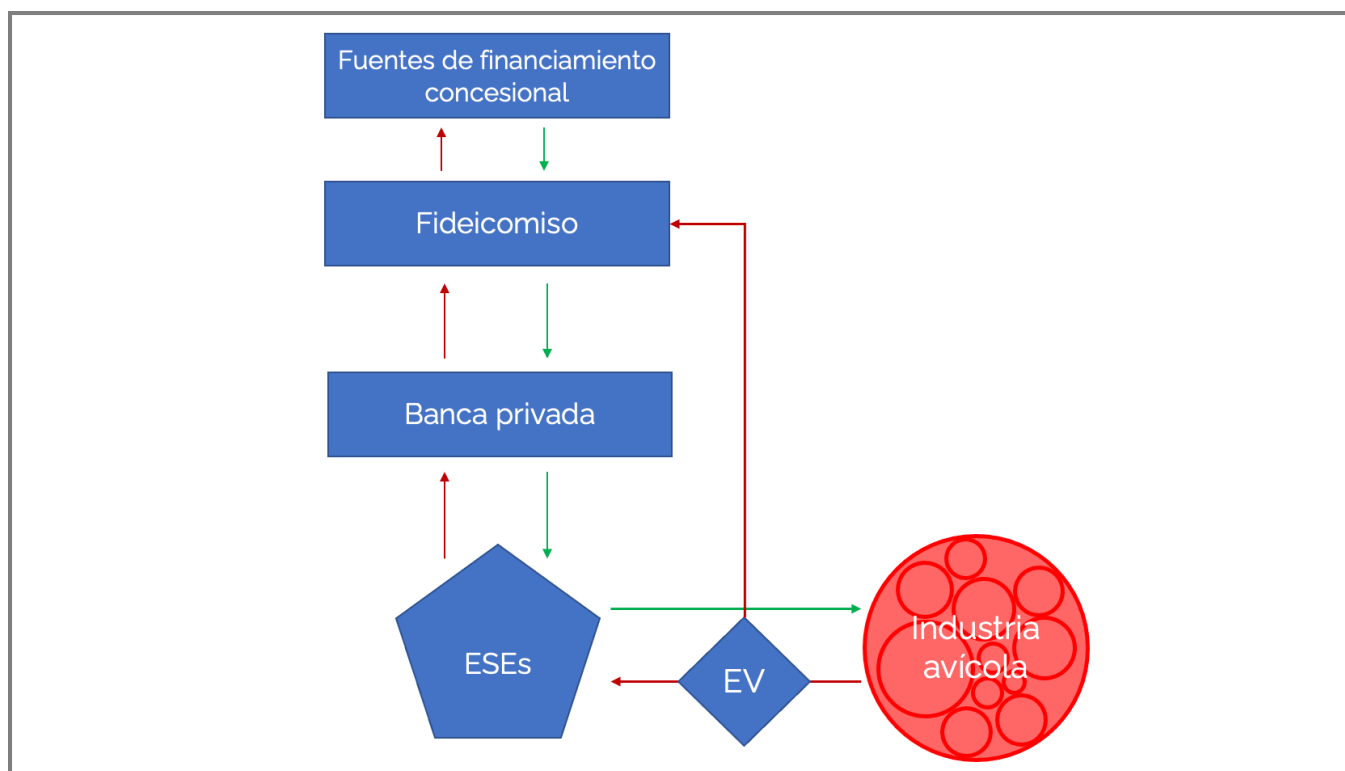 Fuentes de financiamiento
concesional
Fideicomiso
Banca privada
ESEs
EV
Industria
avícola